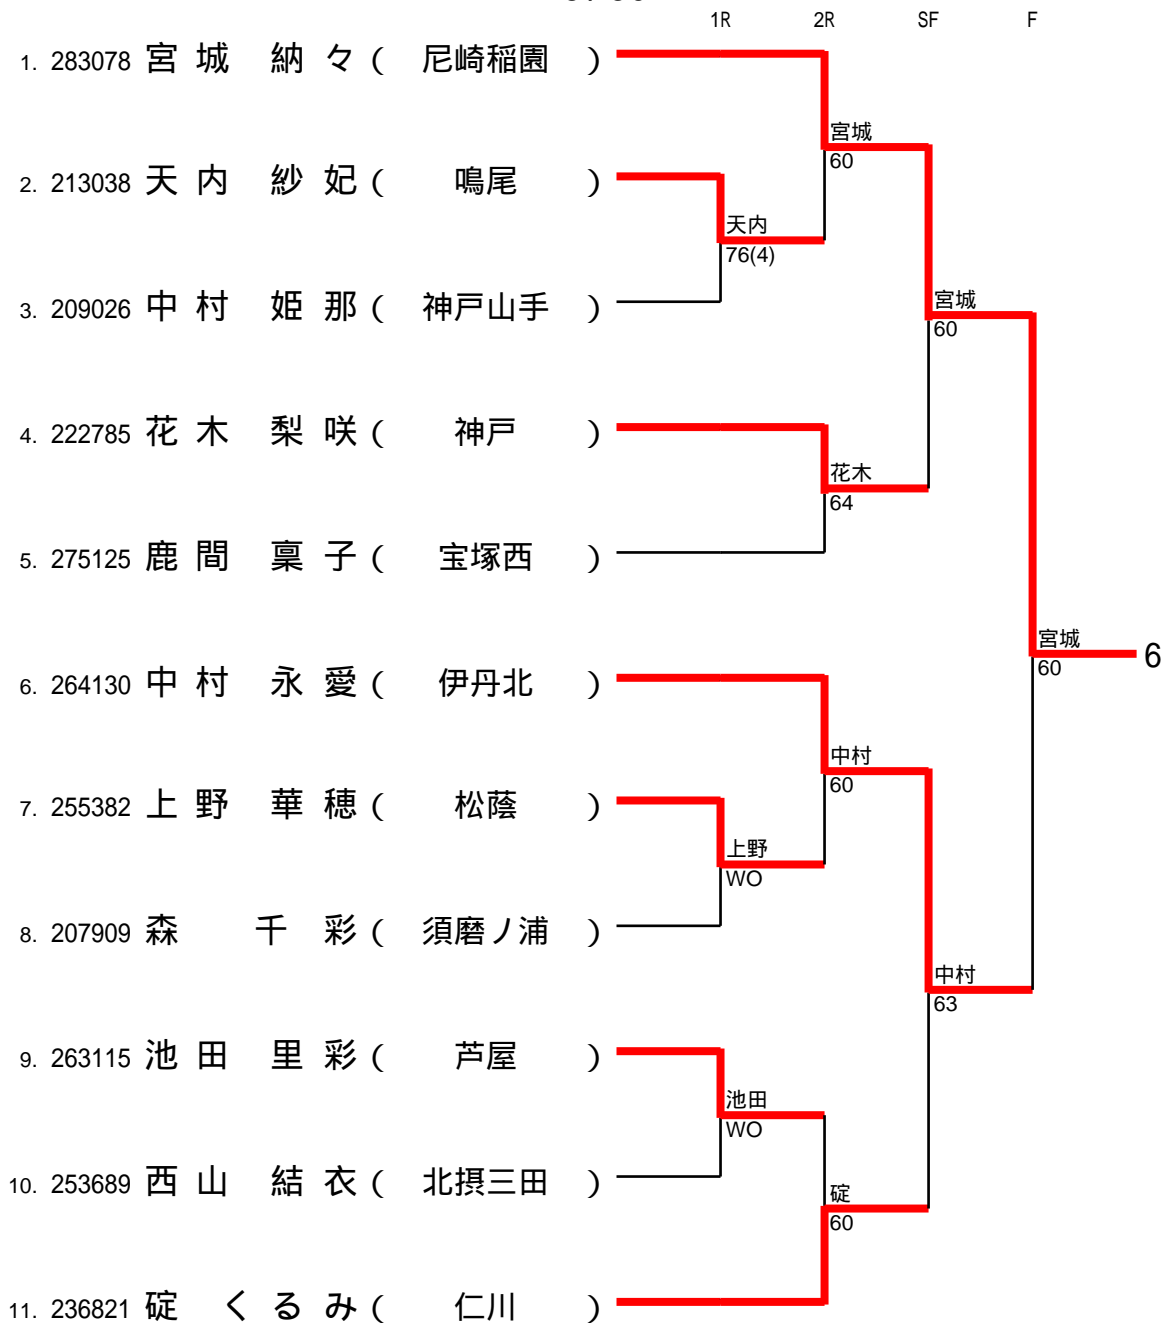 1R 2R SF F
1. 283078 宮城 納々 ( 尼崎稲園 )
宮城
60
2. 213038 天内 紗妃 ( 鳴尾 )
天内
76(4)
3. 209026 中村 姫那 ( 神戸山手 )
宮城
60
4. 222785 花木 梨咲 ( 神戸 )
花木
64
5. 275125 鹿間 稟子 ( 宝塚西 )
宮城
60
6
6. 264130 中村 永愛 ( 伊丹北 )
中村
60
7. 255382 上野 華穂 ( 松蔭 )
上野
WO
8. 207909 森 千彩 ( 須磨ノ浦 )
中村
63
9. 263115 池田 里彩 ( 芦屋 )
池田
WO
10. 253689 西山 結衣 ( 北摂三田 )
碇
60
11. 236821 碇 くるみ ( 仁川 )